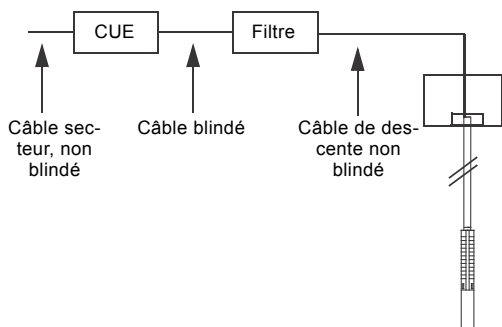 CUE
Filtre
Câble sec-
teur, non
blindé
Câble blindé
Câble de des-
cente non
blindé